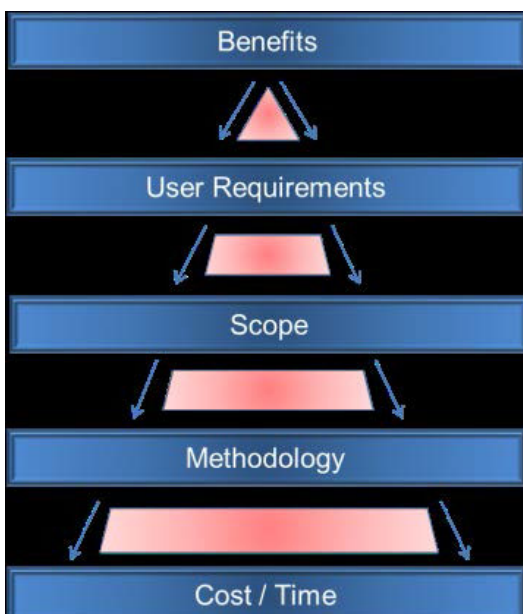 Benefits
User Requirements
Scope
Methodology
Cost / Time